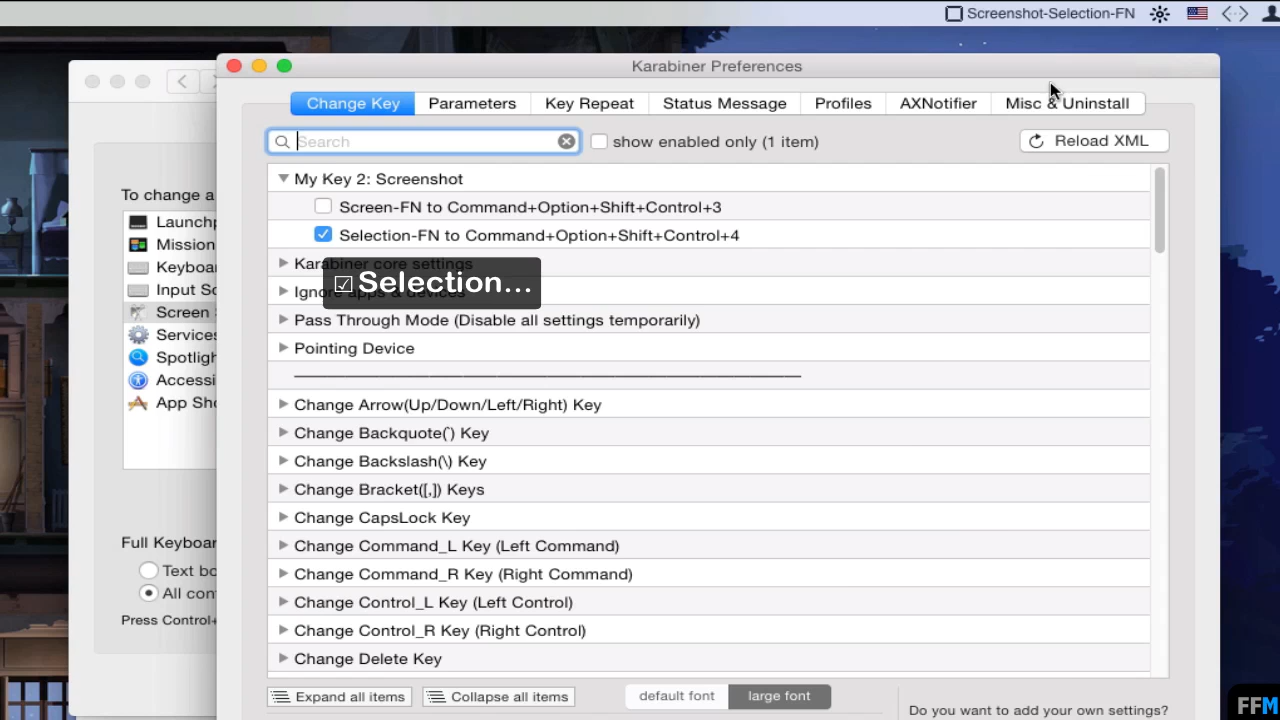 Screenshot-Selection-FN
Karabiner Preferences
Change Key
Parameters
Key Repeat
Status Message
Profiles
AXNotifier
Misc & Uninstall
Search
show enabled only (1 item)
Reload XML
My Key 2: Screenshot
Screen-FN to Command+Option+Shift+Control+3
Selection-FN to Command+Option+Shift+Control+4
Karabiner core settings
☑Selection...
Ignore apps & devices
Pass Through Mode (Disable all settings temporarily)
Pointing Device
Change Arrow(Up/Down/Left/Right) Key
Change Backquote(`) Key
Change Backslash(\) Key
Change Bracket([,]) Keys
Change CapsLock Key
Change Command_L Key (Left Command)
Change Command_R Key (Right Command)
Change Control_L Key (Left Control)
Change Control_R Key (Right Control)
Change Delete Key
Expand all items
Collapse all items
default font
large font
Do you want to add your own settings?
To change a
Launchp
Mission
Keyboar
Input So
Screen
Services
Spotligh
Accessi
App Sho
Full Keyboar
Text bo
All cont
Press Control+
FFM